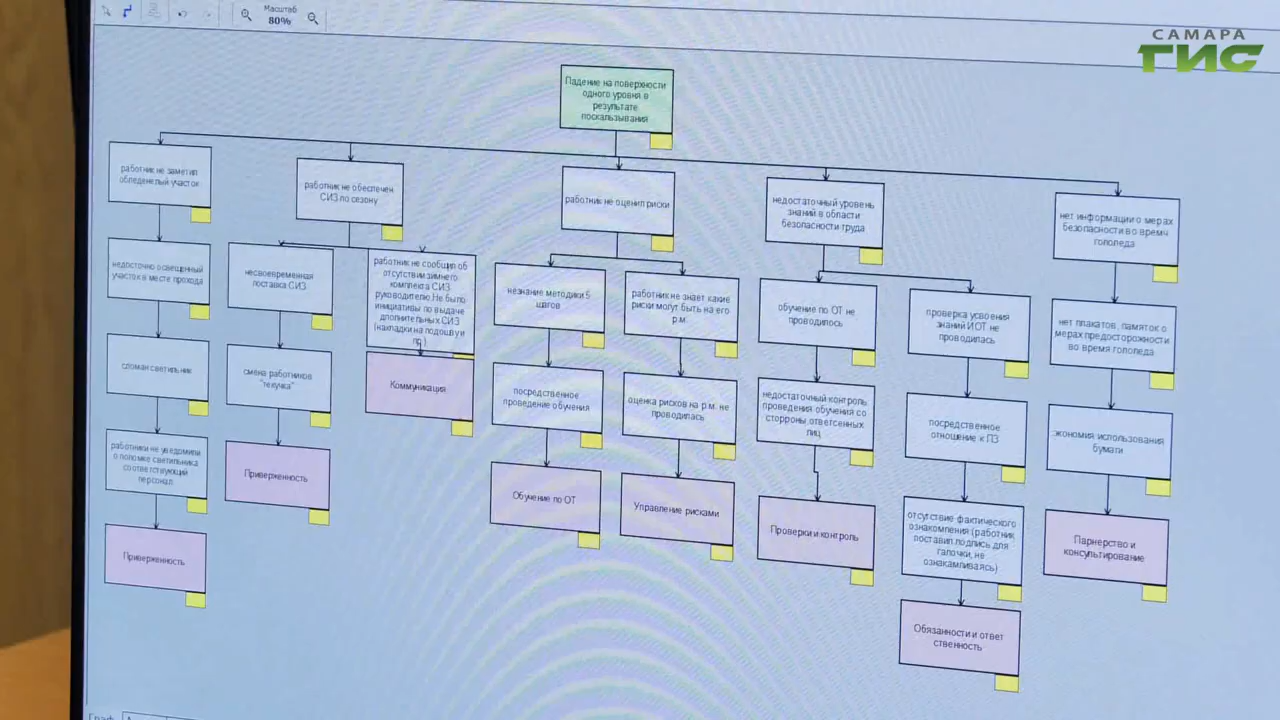 Масштаб
80%
САМАРА
ГИС
Падение на поверхности
одного уровня в
результате
поскальзывания
работник не заметил
обледенелый участок
работник не обеспечен
СИЗ по сезону
работник не оценил риски
недостаточный уровень
знаний в области
безопасности труда
нет информации о мерах
безопасности во время
гололеда
недосточно освещенный
участок в месте прохода
несвоевременная
поставка СИЗ
работник не сообщил об
отсутствии зимнего
комплекта СИЗ
руководителю.Не было
инициативы по выдаче
дполнительных СИЗ
(накладки на подошву и
пр.)
незнание методики 5
шагов
работник не знает какие
риски могут быть на его
р.м.
обучение по ОТ не
проводилось
проверка усвоения
знаний ИОТ не
проводилась
нет плакатов, памяток о
мерах предосторожности
во время гололеда
сломан светильник
смена работников
"текучка"
Коммуникация
посредственное
проведение обучения
оценка рисков на р.м. не
проводилась
недостаточный контроль
проведения обучения со
сторроны ответсенных
лиц
посредственное
отношение к ПЗ
экономия использования
бумаги
работники не уведомили
о поломке светильника
соответствующий
персонал
Приверженность
Обучение по ОТ
Управление рисками
Проверки и контроль
отсутствие фактического
ознакомления (работник
поставил подпись для
галочки, не
ознакамливаясь)
Парнерство и
консультирование
Приверженность
Обязанности и ответ
ственность